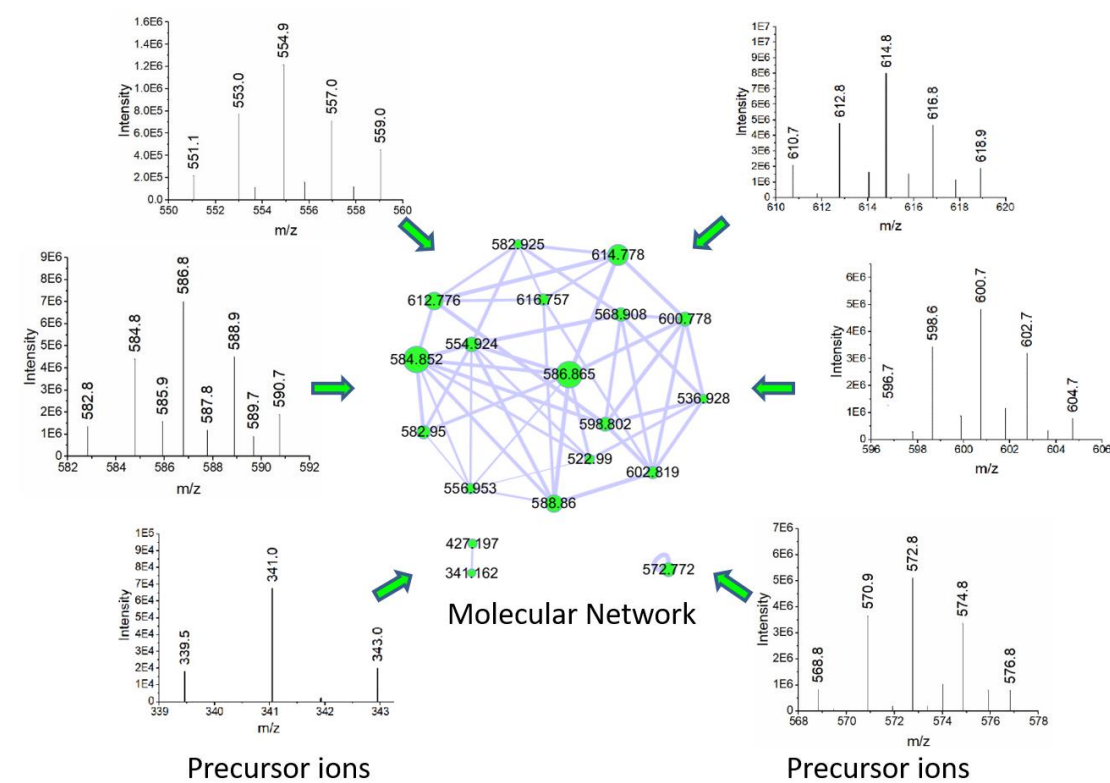 1.6E6
1.4E6
1.2E6
1.0E6
8.0E5
6.0E5
4.0E5
2.0E5
0.0
Intensity
551.1
553.0
554.9
557.0
559.0
550 552 554 556 558 560
m/z
1E7
9E6
8E6
7E6
6E6
5E6
4E6
3E6
2E6
1E6
0
Intensity
610.7
612.8
614.8
616.8
618.9
610 612 614 616 618 620
m/z
9E6
8E6
7E6
6E6
5E6
4E6
3E6
2E6
1E6
0
Intensity
582.8
584.8
585.9
586.8
587.8
588.9
589.7
590.7
582 584 586 588 590 592
m/z
582.925
614.778
612.776
616.757
568.908
600.778
554.924
584.852
586.865
536.928
598.802
582.95
522.99
602.819
556.953
588.86
427.197
341.162
572.772
Molecular Network
6E6
5E6
4E6
3E6
2E6
1E6
0
Intensity
596.7
598.6
600.7
602.7
604.7
596 598 600 602 604 606
m/z
1E5
9E4
8E4
7E4
6E4
5E4
4E4
3E4
2E4
1E4
0
Intensity
339.5
341.0
343.0
339 340 341 342 343
m/z
Precursor ions
7E6
6E6
5E6
4E6
3E6
2E6
1E6
0
Intensity
568.8
570.9
572.8
574.8
576.8
568 570 572 574 576 578
m/z
Precursor ions